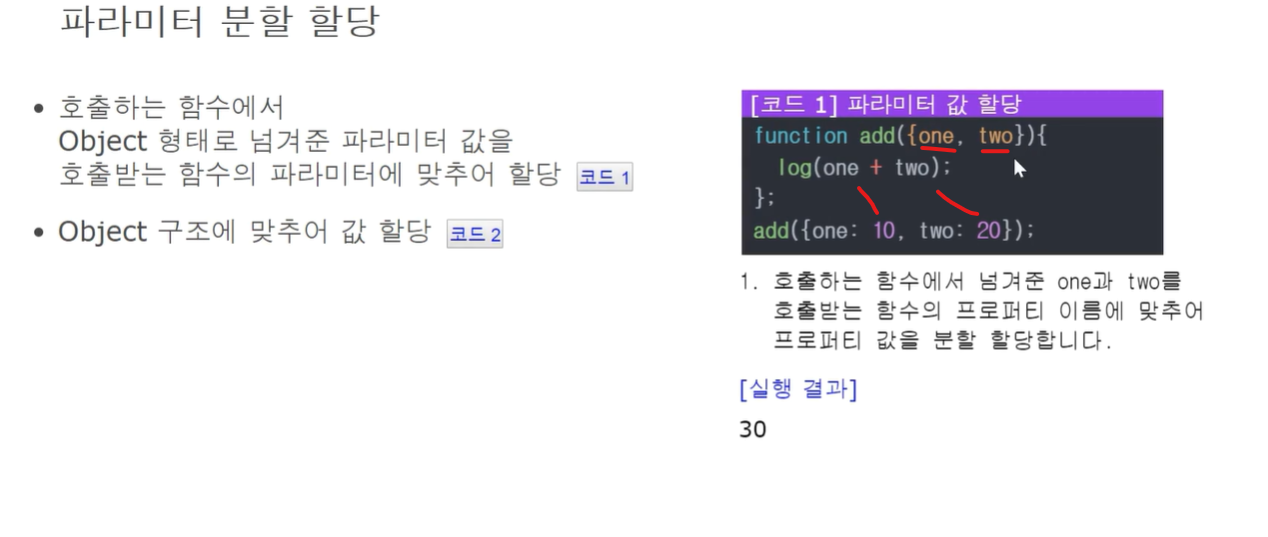 파라미터 분할 할당
• 호출하는 함수에서
Object 형태로 넘겨준 파라미터 값을
호출받는 함수의 파라미터에 맞추어 할당 코드 1
• Object 구조에 맞추어 값 할당 코드 2
[코드 1] 파라미터 값 할당
function add({one, two}){
log(one + two);
};
add({one: 10, two: 20});
1. 호출하는 함수에서 넘겨준 one과 two를
호출받는 함수의 프로퍼티 이름에 맞추어
프로퍼티 값을 분할 할당합니다.
[실행 결과]
30